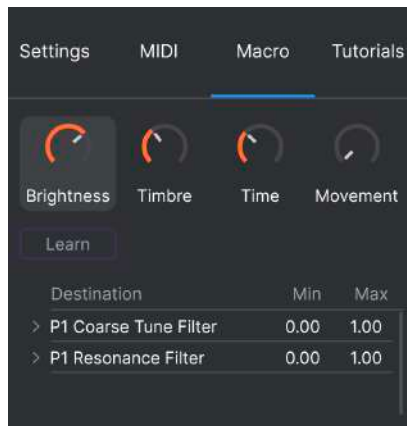 Settings MIDI Macro Tutorials
Brightness Timbre Time Movement
Learn
Destination Min Max
P1 Coarse Tune Filter 0.00 1.00
P1 Resonance Filter 0.00 1.00